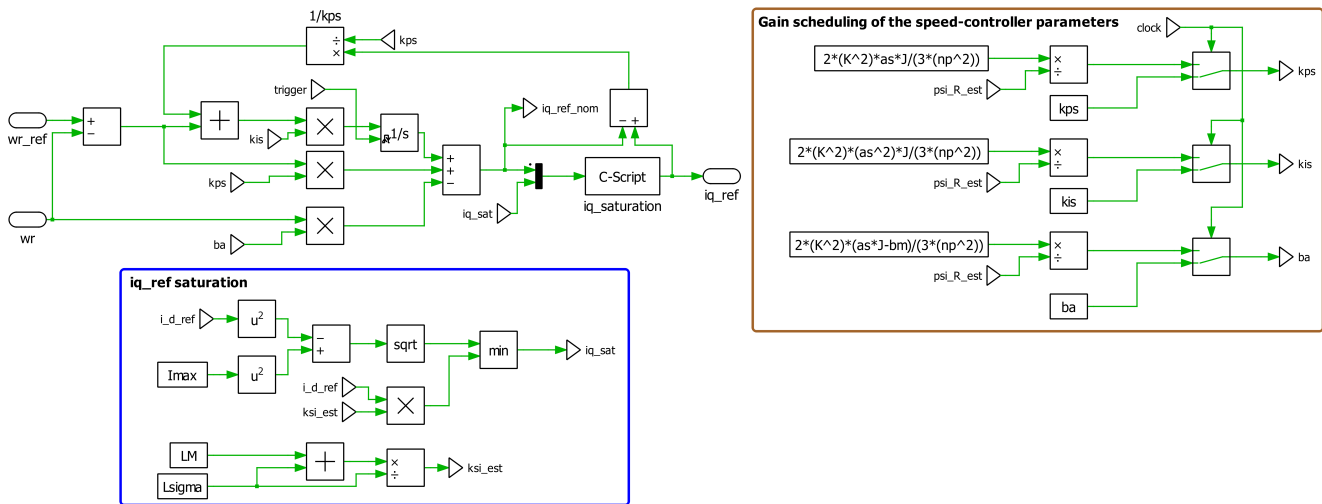 1/kps
÷
×
kps
trigger
wr_ref
+
−
+
kis
×
1/s
kps
×
+
+
−
iq_ref_nom
− +
C-Script
iq_saturation
iq_ref
iq_sat
wr
ba
×
iq_ref saturation
i_d_ref
u²
−
+
sqrt
min
iq_sat
Imax
u²
i_d_ref
ksi_est
×
LM
Lsigma
+
×
÷
ksi_est
Gain scheduling of the speed-controller parameters
clock
2*(K^2)*as*J/(3*(np^2))
×
÷
psi_R_est
kps
kps
2*(K^2)*(as^2)*J/(3*(np^2))
×
÷
psi_R_est
kis
kis
2*(K^2)*(as*J-bm)/(3*(np^2))
×
÷
psi_R_est
ba
ba